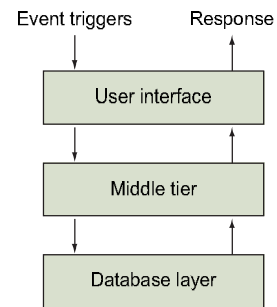 Event triggers
Response
User interface
Middle tier
Database layer